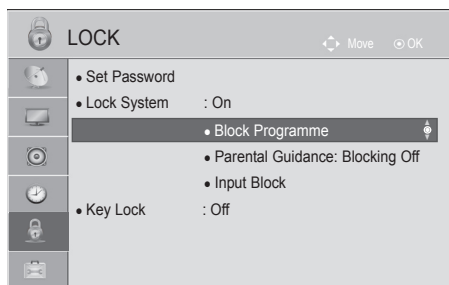 LOCK
Move OK
• Set Password
• Lock System : On
• Block Programme
• Parental Guidance: Blocking Off
• Input Block
• Key Lock : Off